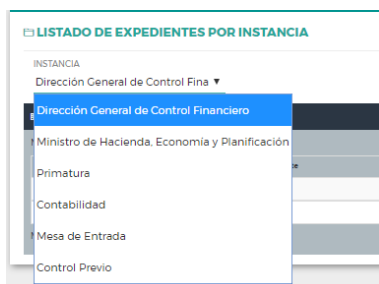 LISTADO DE EXPEDIENTES POR INSTANCIA
INSTANCIA
Dirección General de Control Fina
Dirección General de Control Financiero
Ministro de Hacienda, Economía y Planificación
Primatura
Contabilidad
Mesa de Entrada
Control Previo